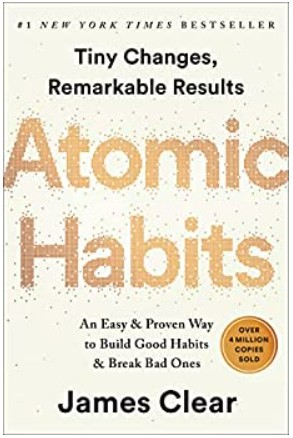 #1 NEW YORK TIMES BESTSELLER
Tiny Changes,
Remarkable Results
Atomic
Habits
An Easy & Proven Way
to Build Good Habits
& Break Bad Ones
OVER
4 MILLION
COPIES
SOLD
James Clear